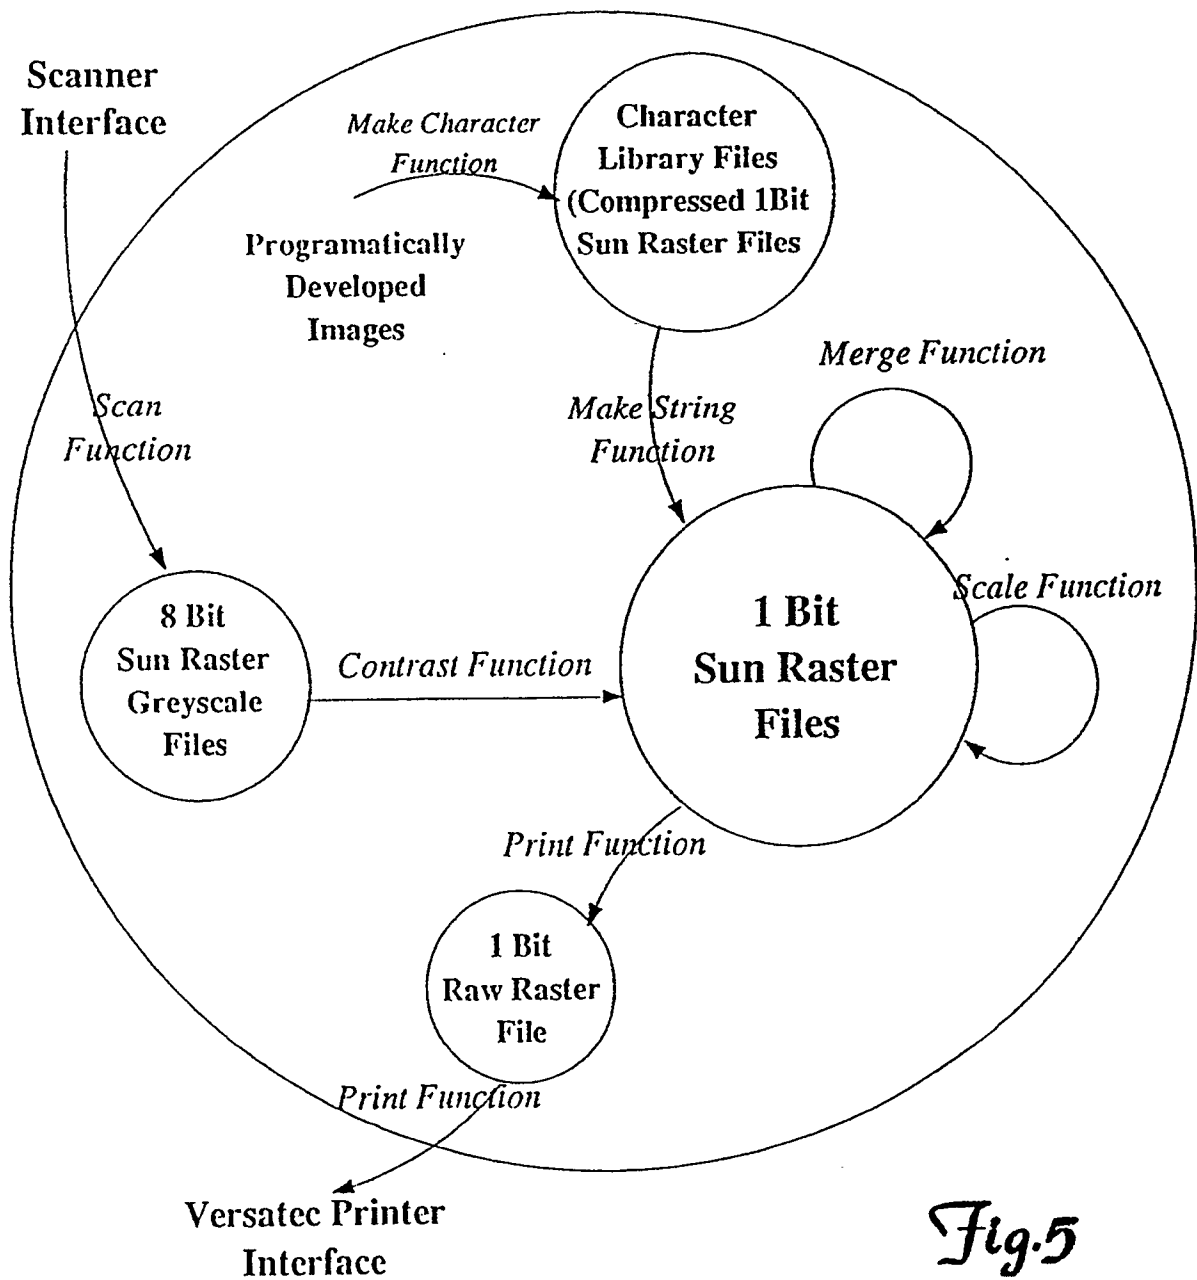 Scanner
Interface
Make Character
Function
Character
Library Files
(Compressed 1Bit
Sun Raster Files
Programatically
Developed
Images
Merge Function
Scan
Function
Make String
Function
Scale Function
8 Bit
Sun Raster
Greyscale
Files
Contrast Function
1 Bit
Sun Raster
Files
Print Function
1 Bit
Raw Raster
File
Print Function
Versatec Printer
Interface
Fig.5